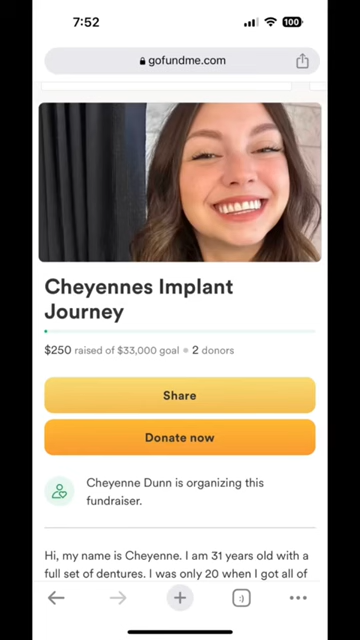 7:52
100
gofundme.com
Cheyennes Implant
Journey
$250 raised of $33,000 goal • 2 donors
Share
Donate now
Cheyenne Dunn is organizing this
fundraiser.
Hi, my name is Cheyenne. I am 31 years old with a
full set of dentures. I was only 20 when I got all of
:)